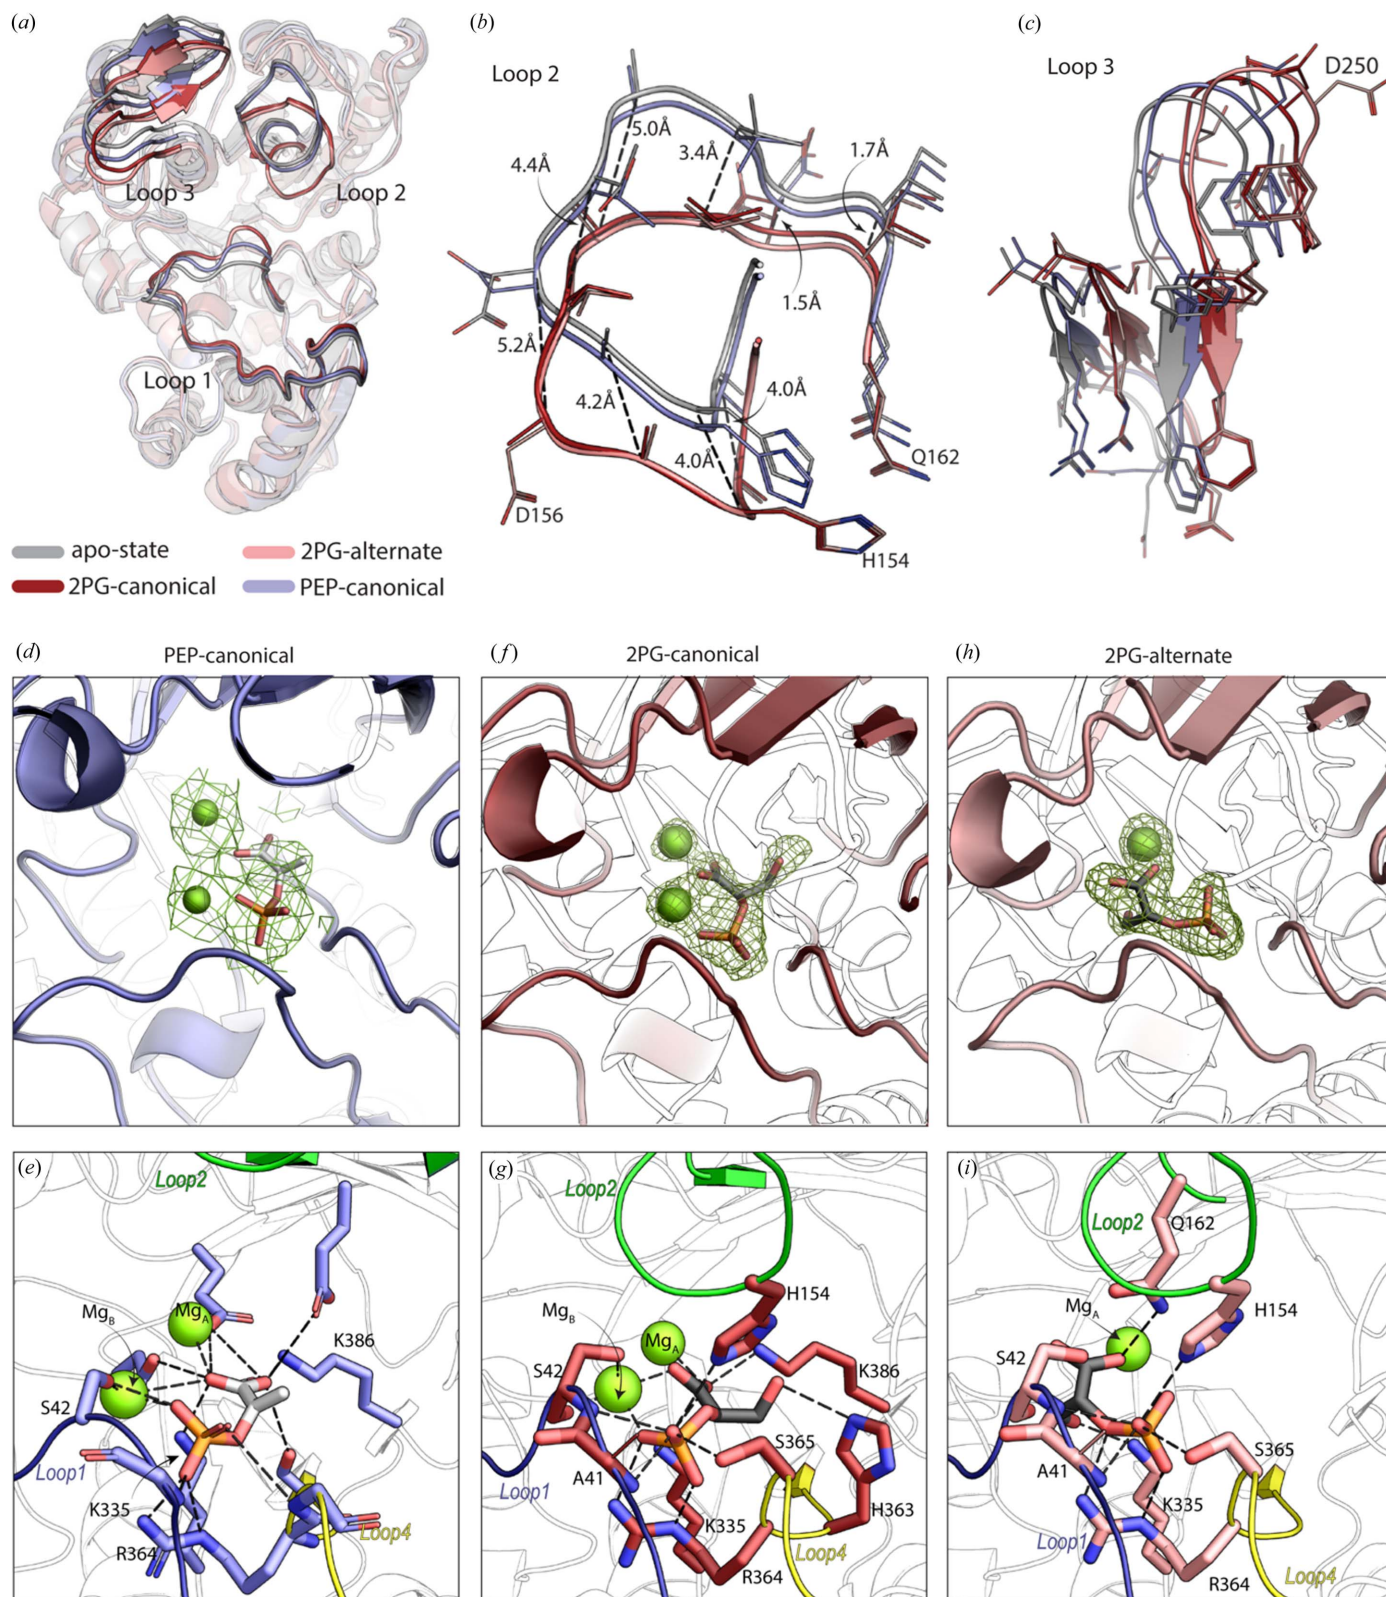 (a)
Loop 3
Loop 2
Loop 1
(b)
Loop 2
5.0Å
3.4Å
4.4Å
1.7Å
1.5Å
5.2Å
4.2Å
4.0Å
4.0Å
Q162
D156
H154
(c)
Loop 3
D250
apo-state
2PG-alternate
2PG-canonical
PEP-canonical
(d)
PEP-canonical
(f)
2PG-canonical
(h)
2PG-alternate
(e)
Loop2
MgB
MgA
K386
S42
Loop1
K335
R364
Loop4
(g)
Loop2
H154
MgB
MgA
S42
K386
S365
A41
Loop1
K335
H363
Loop4
R364
(i)
Loop2
Q162
MgA
H154
S42
S365
A41
K335
Loop1
R364
Loop4